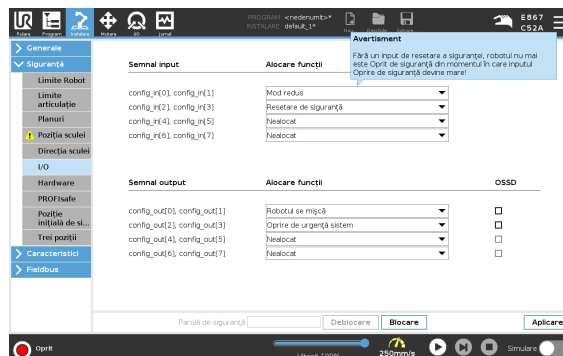 PROGRAM <nedenumit>*
INSTALARE default_1*
E867
C52A
Rulare Program Instalare Mutare I/O Jurnal
Avertisment
Fără un input de resetare a siguranței, robotul nu mai
este Oprit de siguranță din momentul în care inputul
Oprire de siguranță devine mare!
Generale
Siguranță
Limite Robot
Limite
articulație
Planuri
Poziția sculei
Direcția sculei
I/O
Hardware
PROFIsafe
Poziție
inițială de si...
Trei poziții
Caracteristici
Fieldbus
Semnal input Alocare funcții
config_in[0], config_in[1] Mod redus
config_in[2], config_in[3] Resetare de siguranță
config_in[4], config_in[5] Nealocat
config_in[6], config_in[7] Nealocat
Semnal output Alocare funcții OSSD
config_out[0], config_out[1] Robotul se mișcă
config_out[2], config_out[3] Oprire de urgență sistem
config_out[4], config_out[5] Nealocat
config_out[6], config_out[7] Nealocat
Parolă de siguranță Deblocare Blocare Aplicare
Oprit
Viteză 100%
250mm/s
Simulare